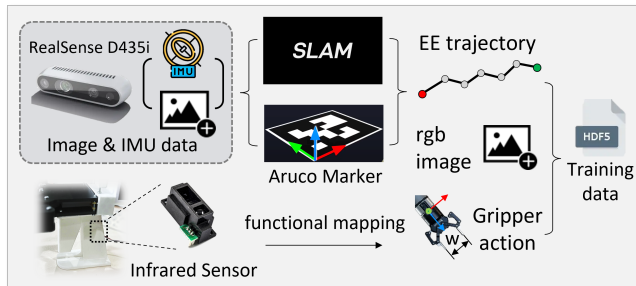 RealSense D435i
IMU
Image & IMU data
SLAM
Aruco Marker
EE trajectory
rgb
image
HDF5
Training
data
Infrared Sensor
functional mapping
Gripper
action
w